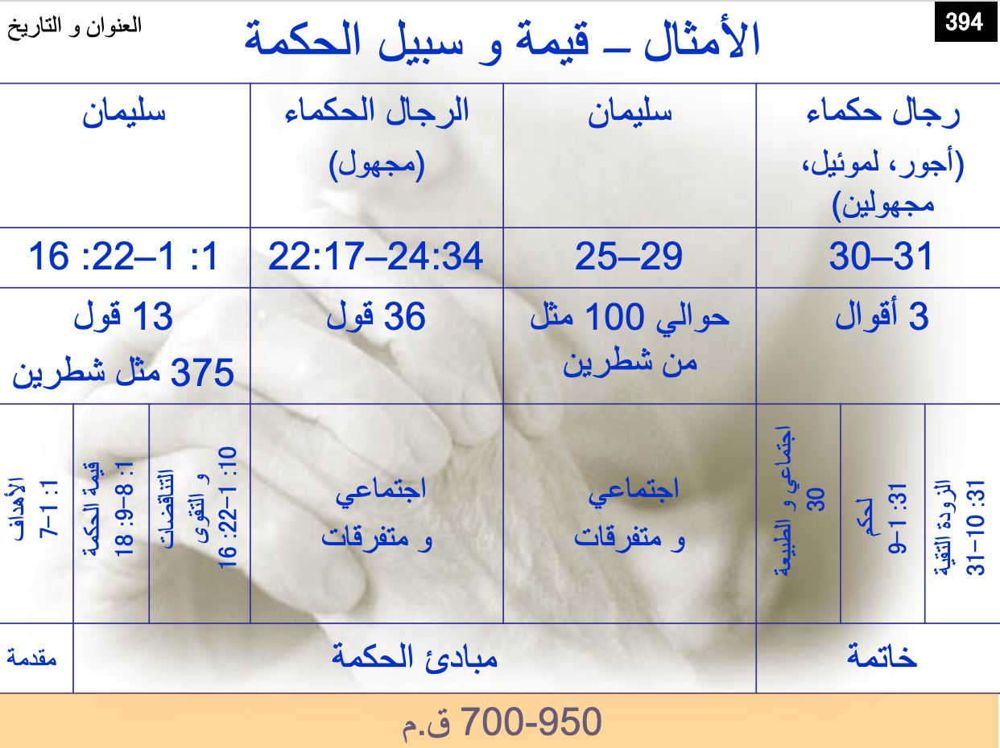 394
العنوان و التاريخ
الأمثال – قيمة و سبيل الحكمة
سليمان
الرجال الحكماء
(مجهول)
سليمان
رجال حكماء
(أجور، لموئيل،
مجهولين)
1: 1–22: 16
22:17–24:34
25–29
30–31
13 قول
375 مثل شطرين
36 قول
حوالي 100 مثل
من شطرين
3 أقوال
الأهداف
1: 1–7
قيمة الحكمة
1: 8–9: 18
التناقضات
و التقوى
10: 1–22: 16
اجتماعي
و متفرقات
اجتماعي
و متفرقات
اجتماعي و الطبيعة
30
لحكم
31: 1–9
الزودة التقية
31: 10–31
مقدمة
مبادئ الحكمة
خاتمة
700-950 ق.م